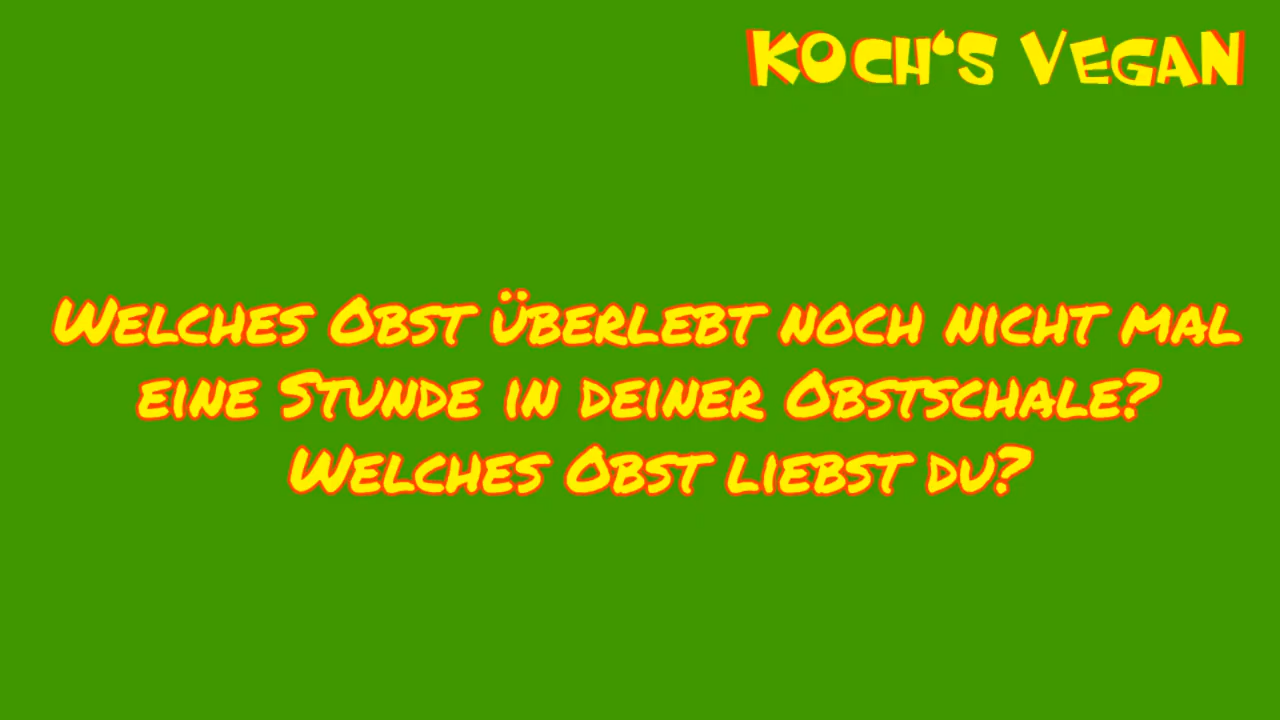 KOCH‘S VEGAN
Welches Obst überlebt noch nicht mal
eine Stunde in deiner Obstschale?
Welches Obst liebst du?